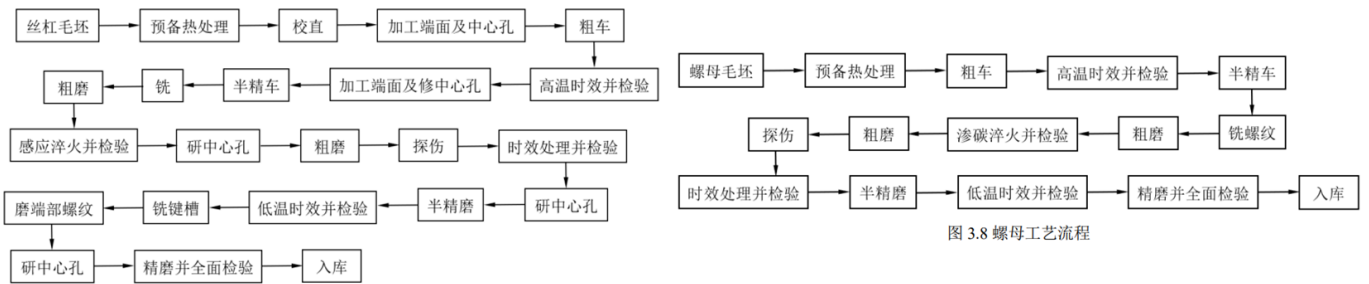 丝杠毛坯
预备热处理
校直
加工端面及中心孔
粗车
高温时效并检验
加工端面及修中心孔
半精车
铣
粗磨
感应淬火并检验
研中心孔
粗磨
探伤
时效处理并检验
研中心孔
半精磨
低温时效并检验
铣键槽
磨端部螺纹
研中心孔
精磨并全面检验
入库
螺母毛坯
预备热处理
粗车
高温时效并检验
半精车
铣螺纹
粗磨
渗碳淬火并检验
粗磨
探伤
时效处理并检验
半精磨
低温时效并检验
精磨并全面检验
入库
图 3.8 螺母工艺流程